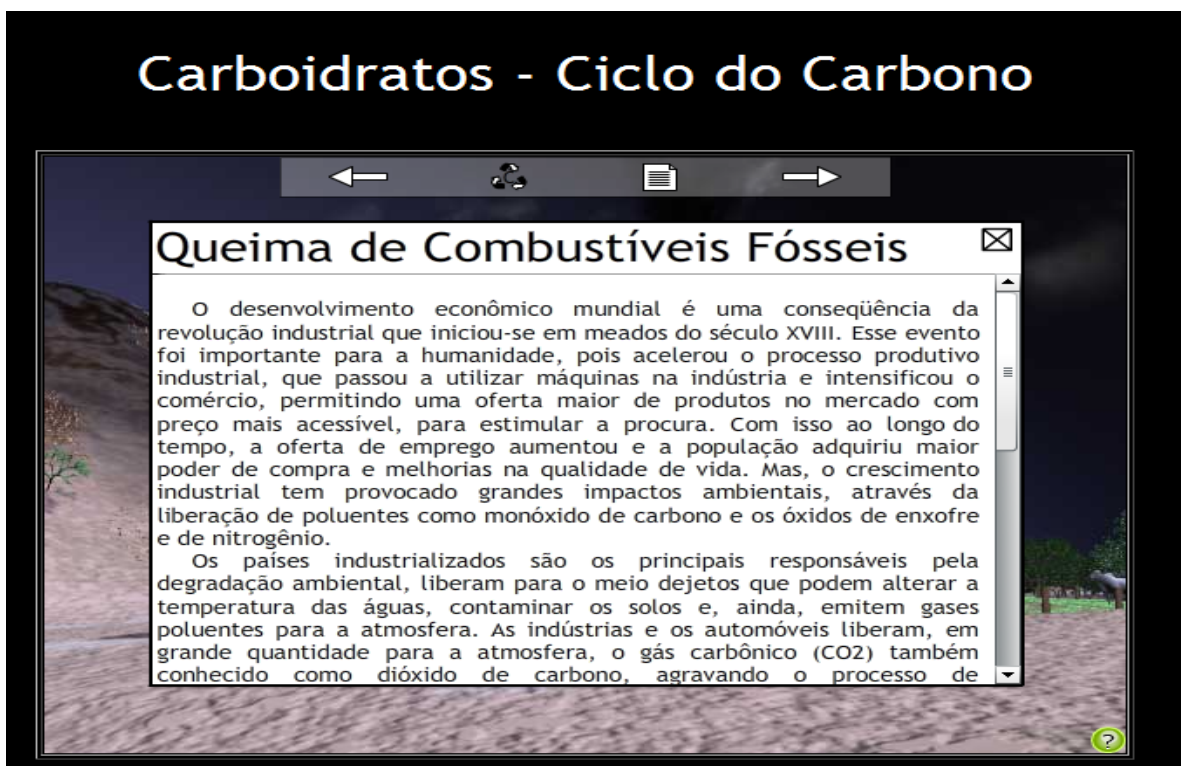 Carboidratos - Ciclo do Carbono
Queima de Combustíveis Fósseis
O desenvolvimento econômico mundial é uma conseqüência da
revolução industrial que iniciou-se em meados do século XVIII. Esse evento
foi importante para a humanidade, pois acelerou o processo produtivo
industrial, que passou a utilizar máquinas na indústria e intensificou o
comércio, permitindo uma oferta maior de produtos no mercado com
preço mais acessível, para estimular a procura. Com isso ao longo do
tempo, a oferta de emprego aumentou e a população adquiriu maior
poder de compra e melhorias na qualidade de vida. Mas, o crescimento
industrial tem provocado grandes impactos ambientais, através da
liberação de poluentes como monóxido de carbono e os óxidos de enxofre
e de nitrogênio.
Os países industrializados são os principais responsáveis pela
degradação ambiental, liberam para o meio dejetos que podem alterar a
temperatura das águas, contaminar os solos e, ainda, emitem gases
poluentes para a atmosfera. As indústrias e os automóveis liberam, em
grande quantidade para a atmosfera, o gás carbônico (CO2) também
conhecido como dióxido de carbono, agravando o processo de
?